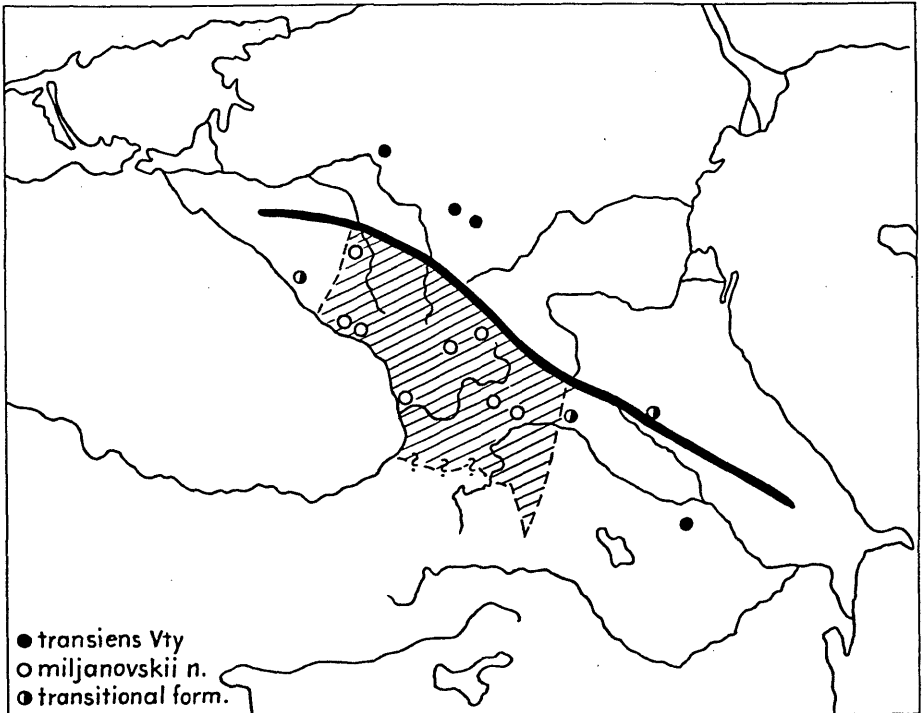 ? ? ?
transiens Vty
miljanovskii n.
transitional form.